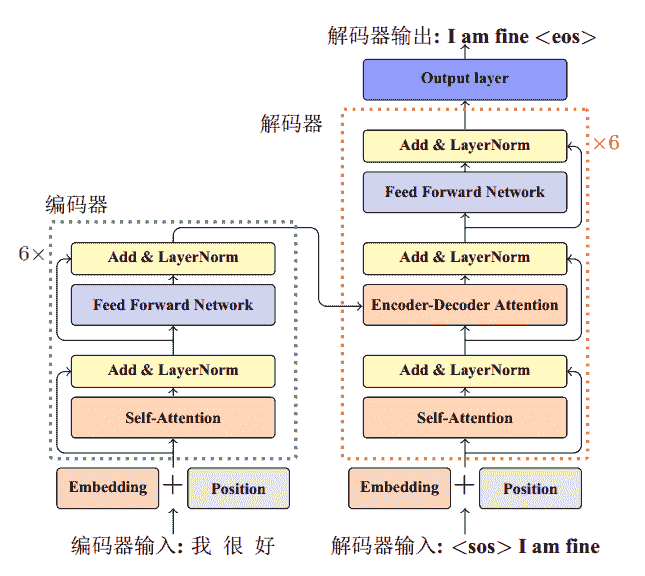 解码器输出: I am fine <eos>
Output layer
解码器
Add & LayerNorm
×6
Feed Forward Network
编码器
6×
Add & LayerNorm
Add & LayerNorm
Feed Forward Network
Encoder-Decoder Attention
Add & LayerNorm
Add & LayerNorm
Self-Attention
Self-Attention
Embedding + Position
Embedding + Position
编码器输入: 我 很 好
解码器输入: <sos> I am fine